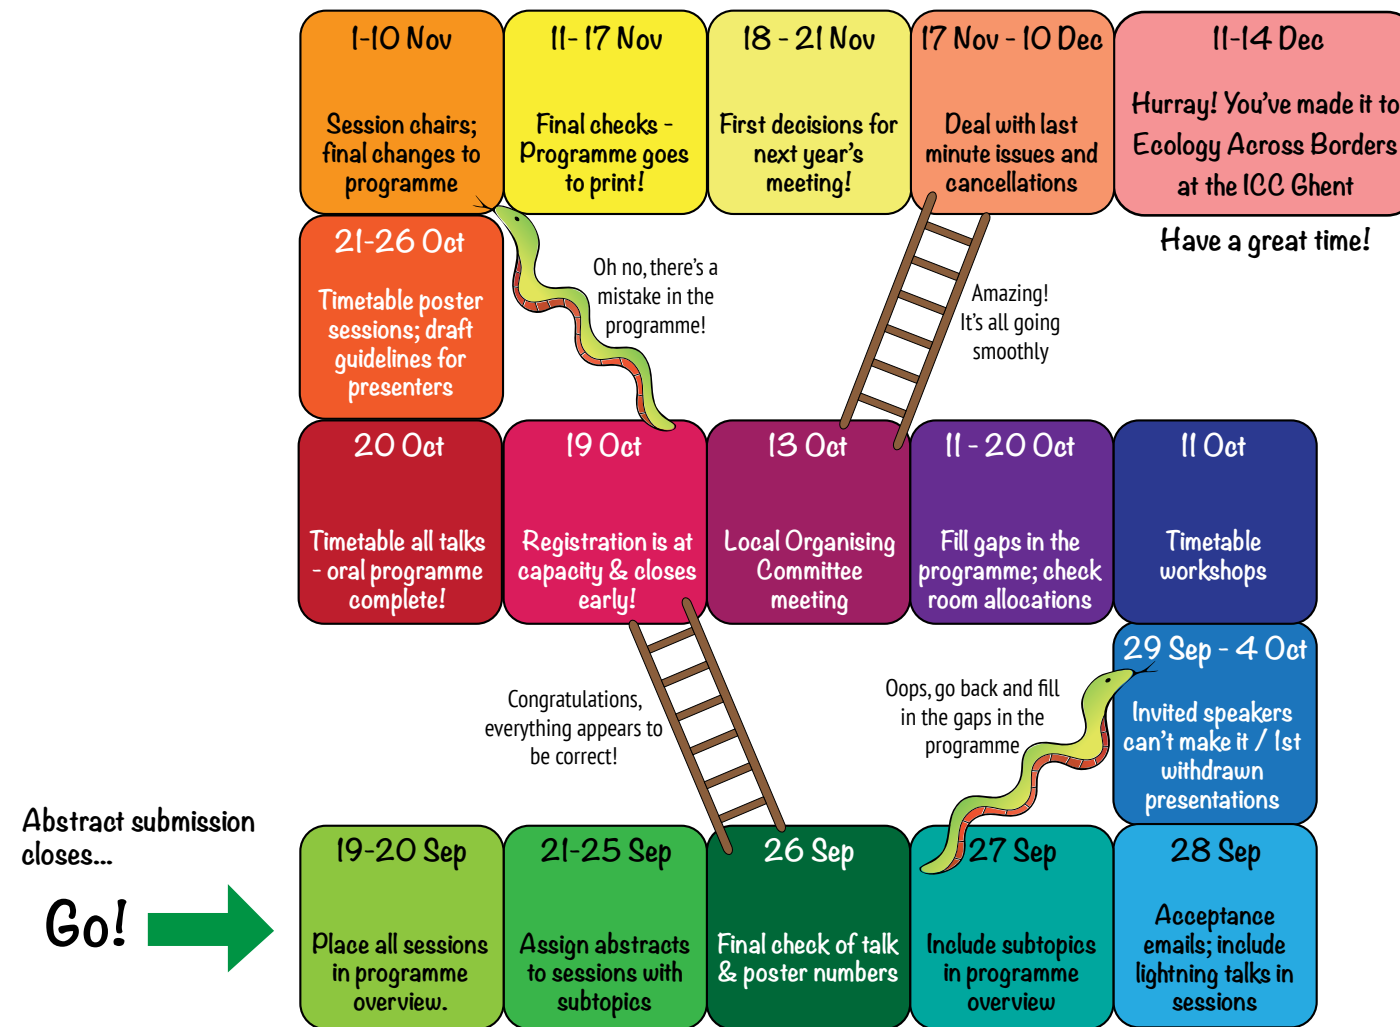 1-10 Nov
Session chairs;
final changes to
programme
11- 17 Nov
Final checks -
Programme goes
to print!
18 - 21 Nov
First decisions for
next year's
meeting!
17 Nov - 10 Dec
Deal with last
minute issues and
cancellations
11-14 Dec
Hurray! You've made it to
Ecology Across Borders
at the ICC Ghent
Have a great time!
21-26 Oct
Timetable poster
sessions; draft
guidelines for
presenters
Oh no, there's a
mistake in the
programme!
Amazing!
It's all going
smoothly
20 Oct
Timetable all talks
- oral programme
complete!
19 Oct
Registration is at
capacity & closes
early!
13 Oct
Local Organising
Committee
meeting
11 - 20 Oct
Fill gaps in the
programme; check
room allocations
11 Oct
Timetable
workshops
29 Sep - 4 Oct
Invited speakers
can't make it / 1st
withdrawn
presentations
Congratulations,
everything appears to
be correct!
Oops, go back and fill
in the gaps in the
programme
Abstract submission
closes...
Go!
19-20 Sep
Place all sessions
in programme
overview.
21-25 Sep
Assign abstracts
to sessions with
subtopics
26 Sep
Final check of talk
& poster numbers
27 Sep
Include subtopics
in programme
overview
28 Sep
Acceptance
emails; include
lightning talks in
sessions